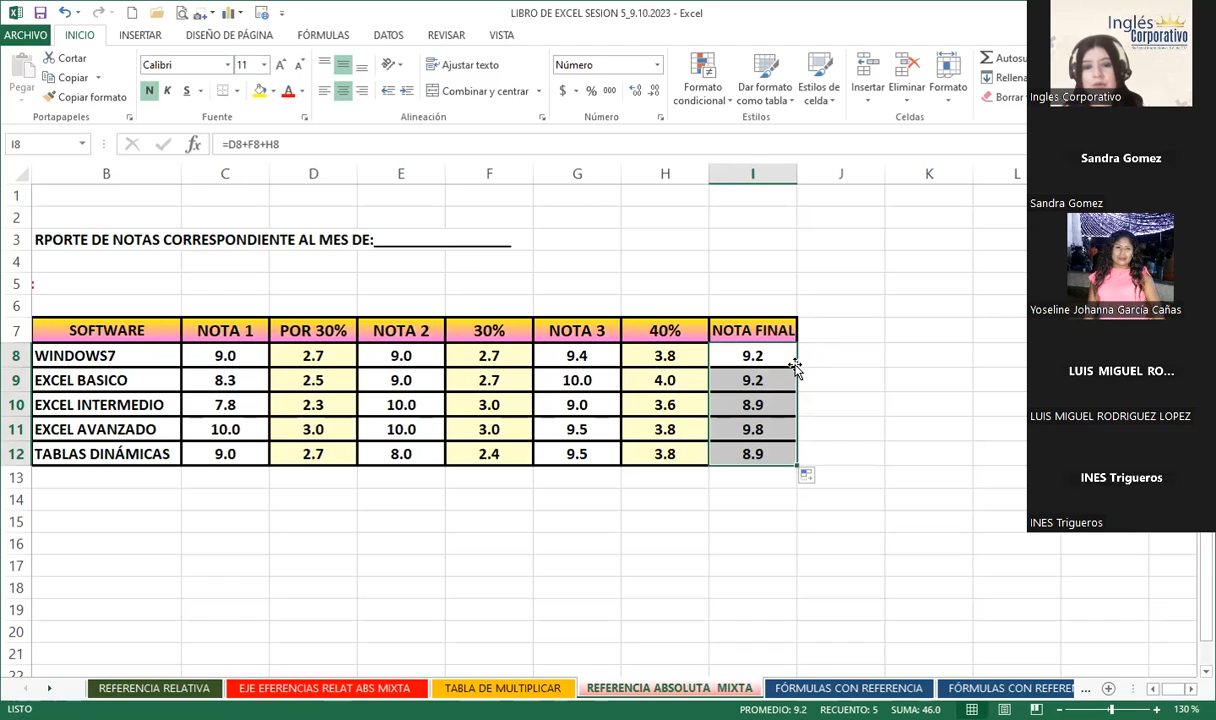 LIBRO DE EXCEL SESION 5_9.10.2023 - Excel
ARCHIVO INICIO INSERTAR DISEÑO DE PÁGINA FÓRMULAS DATOS REVISAR VISTA
Cortar
Copiar
Copiar formato
Pegar
Portapapeles
Calibri 11
N K S
Fuente
Ajustar texto
Combinar y centrar
Alineación
Número
$ % 000
Número
Formato condicional
Dar formato como tabla
Estilos de celda
Estilos
Insertar Eliminar Formato
Celdas
Autosu
Rellena
Borrar
I8 fx =D8+F8+H8
B C D E F G H I J K L
1
2
3 RPORTE DE NOTAS CORRESPONDIENTE AL MES DE:
4
5 :
6
7 SOFTWARE NOTA 1 POR 30% NOTA 2 30% NOTA 3 40% NOTA FINAL
8 WINDOWS7 9.0 2.7 9.0 2.7 9.4 3.8 9.2
9 EXCEL BASICO 8.3 2.5 9.0 2.7 10.0 4.0 9.2
10 EXCEL INTERMEDIO 7.8 2.3 10.0 3.0 9.0 3.6 8.9
11 EXCEL AVANZADO 10.0 3.0 10.0 3.0 9.5 3.8 9.8
12 TABLAS DINÁMICAS 9.0 2.7 8.0 2.4 9.5 3.8 8.9
13
14
15
16
17
18
19
20
21
22
REFERENCIA RELATIVA EJE EFERENCIAS RELAT ABS MIXTA TABLA DE MULTIPLICAR REFERENCIA ABSOLUTA MIXTA FÓRMULAS CON REFERENCIA FÓRMULAS CON REFEREN ...
LISTO PROMEDIO: 9.2 RECUENTO: 5 SUMA: 46.0 130 %
Inglés
Corporativo
Ingles Corporativo
Sandra Gomez
Sandra Gomez
Yoseline Johanna García Cañas
LUIS MIGUEL RO...
LUIS MIGUEL RODRIGUEZ LOPEZ
INES Trigueros
INES Trigueros